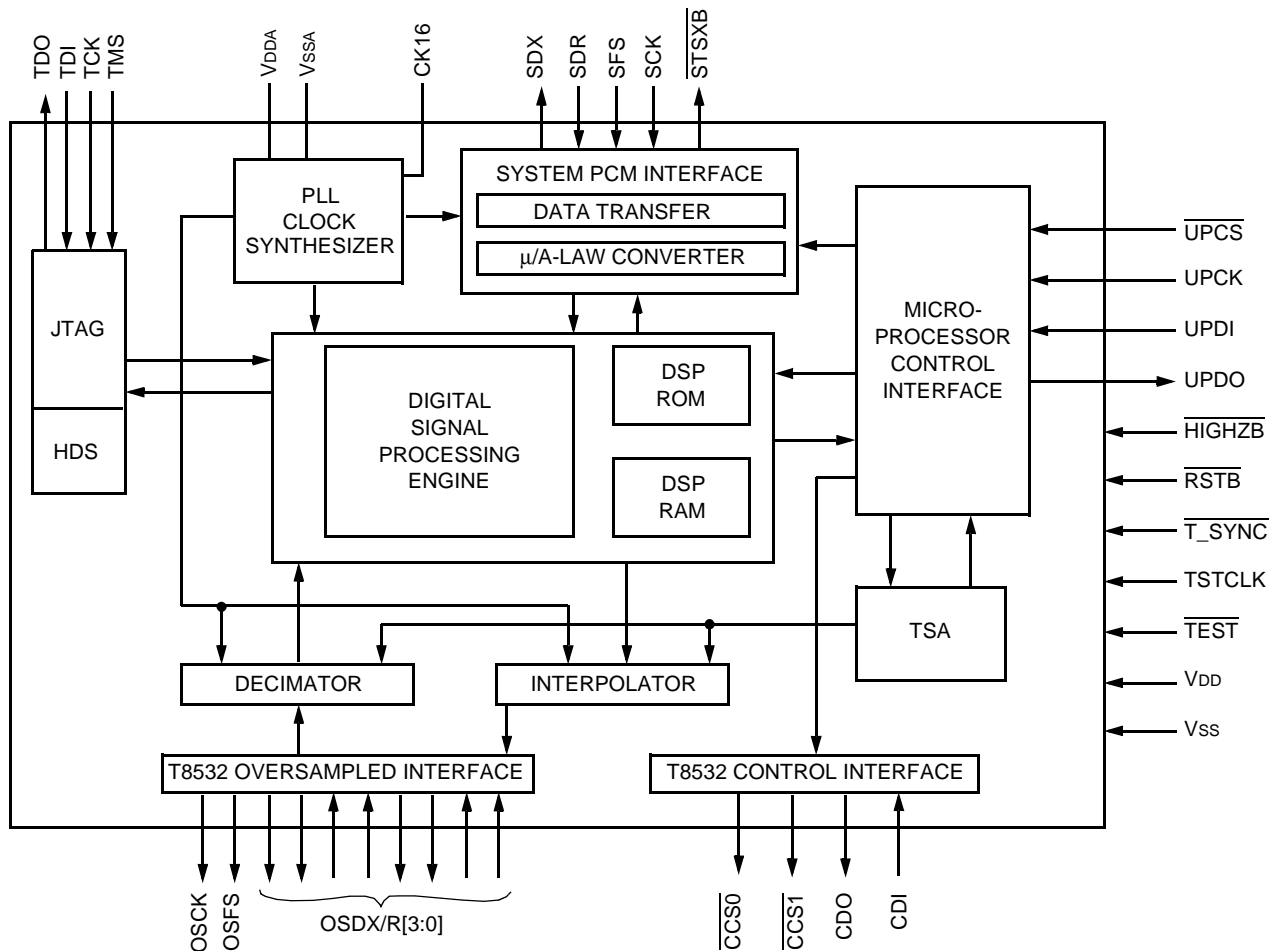 TDO
TDI
TCK
TMS
VDDA
VSSA
CK16
SDX
SDR
SFS
SCK
STSXB
PLL
CLOCK
SYNTHESIZER
SYSTEM PCM INTERFACE
DATA TRANSFER
μ/A-LAW CONVERTER
JTAG
HDS
DIGITAL
SIGNAL
PROCESSING
ENGINE
DSP
ROM
DSP
RAM
MICRO-
PROCESSOR
CONTROL
INTERFACE
TSA
UPCS
UPCK
UPDI
UPDO
HIGHZB
RSTB
T_SYNC
TSTCLK
TEST
VDD
VSS
DECIMATOR
INTERPOLATOR
T8532 OVERSAMPLED INTERFACE
T8532 CONTROL INTERFACE
OSCK
OSFS
OSDX/R[3:0]
CCS0
CCS1
CDO
CDI